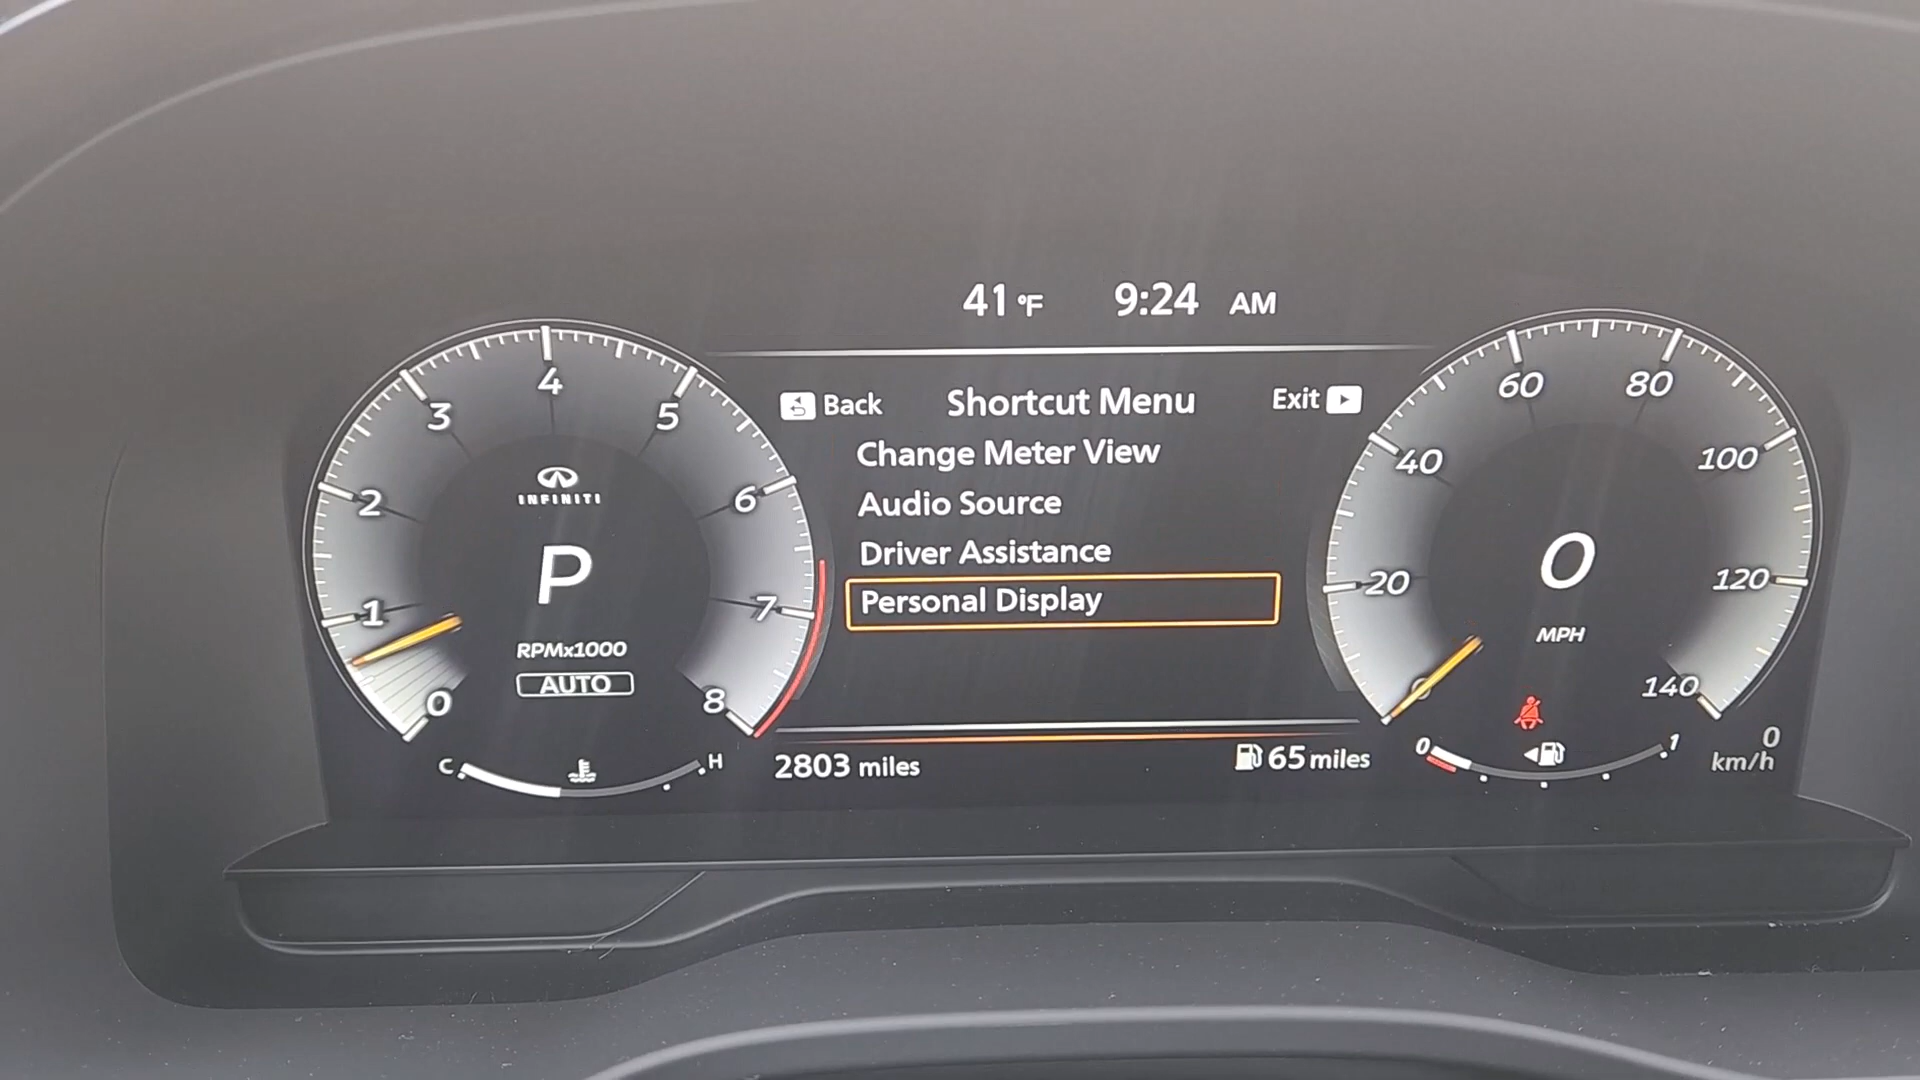 41 °F 9:24 AM
Back Shortcut Menu Exit
Change Meter View
Audio Source
Driver Assistance
Personal Display
2803 miles
65 miles
0
1
2
3
4
5
6
7
8
INFINITI
P
RPMx1000
AUTO
C H
0
20
40
60
80
100
120
140
0
MPH
0 1
0
km/h